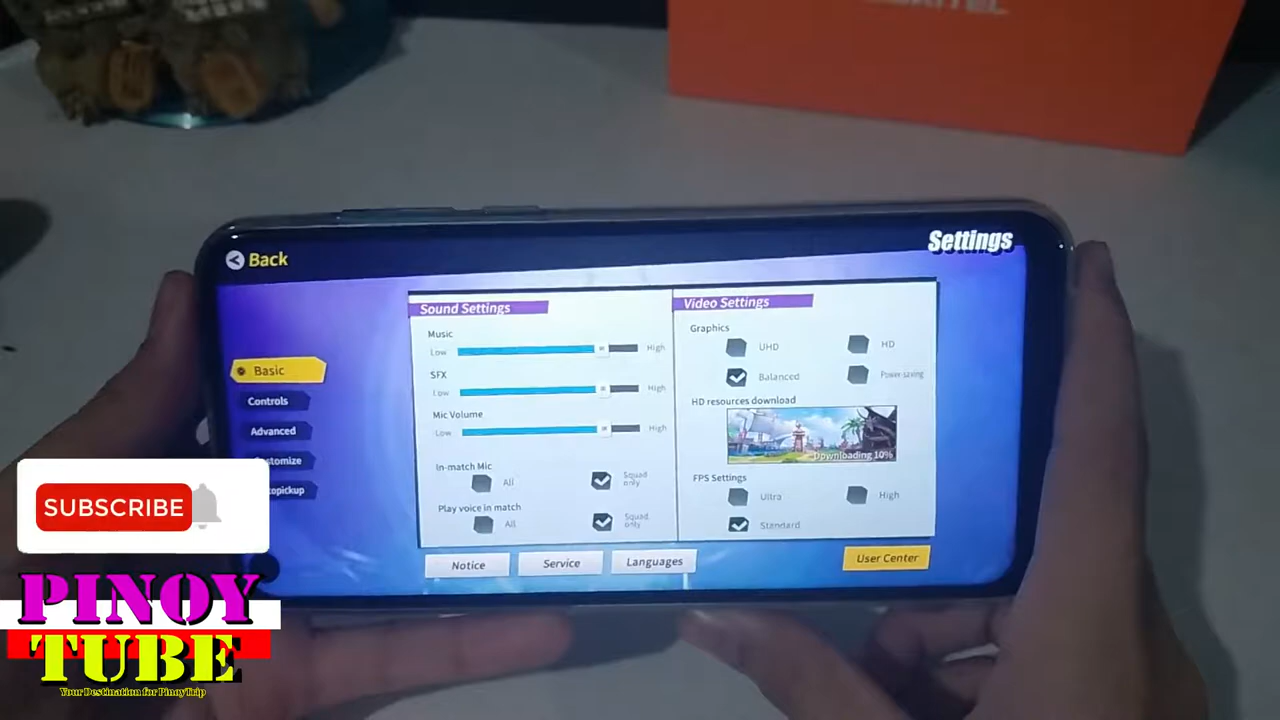 Back
Settings
Basic
Controls
Advanced
Sound Settings
Music
Low
High
SFX
Low
High
Mic Volume
Low
High
In-match Mic
All
Squad only
Play voice in match
All
Squad only
Video Settings
Graphics
UHD
HD
Balanced
Power-saving
HD resources download
Downloading 10%
FPS Settings
Ultra
High
Standard
Notice
Service
Languages
User Center
SUBSCRIBE
PINOY
TUBE
Your Destination for PinoyTrip